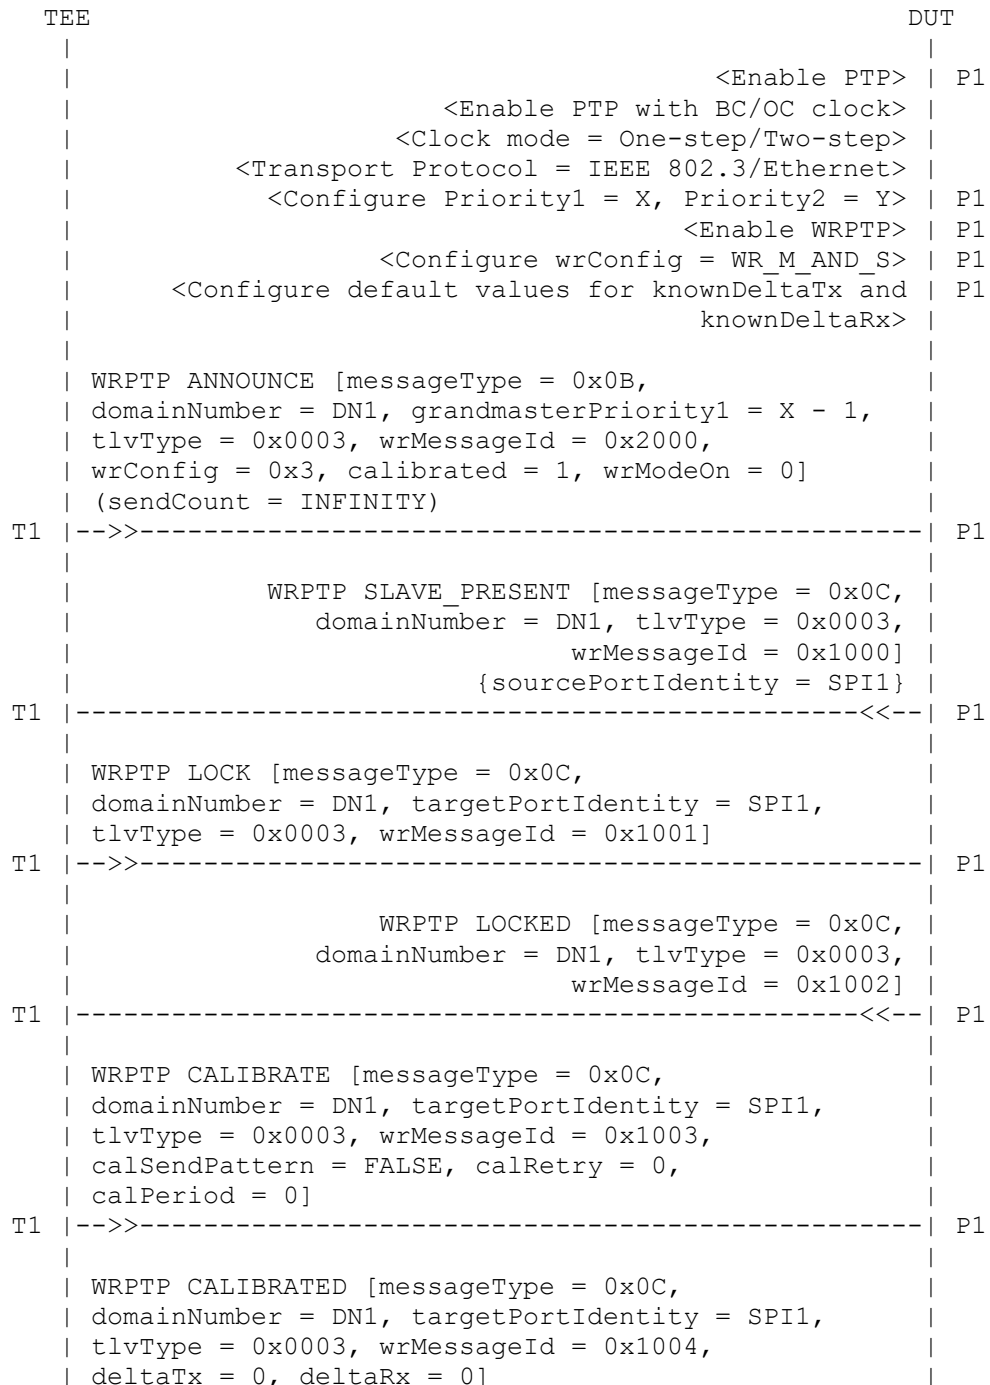 TEE                                                   DUT
   |                                                      |
   |                                        <Enable PTP> | P1
   |                       <Enable PTP with BC/OC clock> |
   |                    <Clock mode = One-step/Two-step> |
   |          <Transport Protocol = IEEE 802.3/Ethernet> |
   |            <Configure Priority1 = X, Priority2 = Y> | P1
   |                                      <Enable WRPTP> | P1
   |                   <Configure wrConfig = WR_M_AND_S> | P1
   |      <Configure default values for knownDeltaTx and | P1
   |                                       knownDeltaRx> |
   |                                                     |
   | WRPTP ANNOUNCE [messageType = 0x0B,                 |
   | domainNumber = DN1, grandmasterPriority1 = X - 1,   |
   | tlvType = 0x0003, wrMessageId = 0x2000,             |
   | wrConfig = 0x3, calibrated = 1, wrModeOn = 0]       |
   | (sendCount = INFINITY)                              |
T1 |-->>-------------------------------------------------| P1
   |                                                     |
   |            WRPTP SLAVE_PRESENT [messageType = 0x0C, |
   |               domainNumber = DN1, tlvType = 0x0003, |
   |                               wrMessageId = 0x1000] |
   |                         {sourcePortIdentity = SPI1} |
T1 |-------------------------------------------------<<--| P1
   |                                                     |
   | WRPTP LOCK [messageType = 0x0C,                     |
   | domainNumber = DN1, targetPortIdentity = SPI1,      |
   | tlvType = 0x0003, wrMessageId = 0x1001]             |
T1 |-->>-------------------------------------------------| P1
   |                                                     |
   |                   WRPTP LOCKED [messageType = 0x0C, |
   |               domainNumber = DN1, tlvType = 0x0003, |
   |                               wrMessageId = 0x1002] |
T1 |-------------------------------------------------<<--| P1
   |                                                     |
   | WRPTP CALIBRATE [messageType = 0x0C,                |
   | domainNumber = DN1, targetPortIdentity = SPI1,      |
   | tlvType = 0x0003, wrMessageId = 0x1003,             |
   | calSendPattern = FALSE, calRetry = 0,               |
   | calPeriod = 0]                                      |
T1 |-->>-------------------------------------------------| P1
   |                                                     |
   | WRPTP CALIBRATED [messageType = 0x0C,               |
   | domainNumber = DN1, targetPortIdentity = SPI1,      |
   | tlvType = 0x0003, wrMessageId = 0x1004,             |
   | deltaTx = 0, deltaRx = 0]                           |